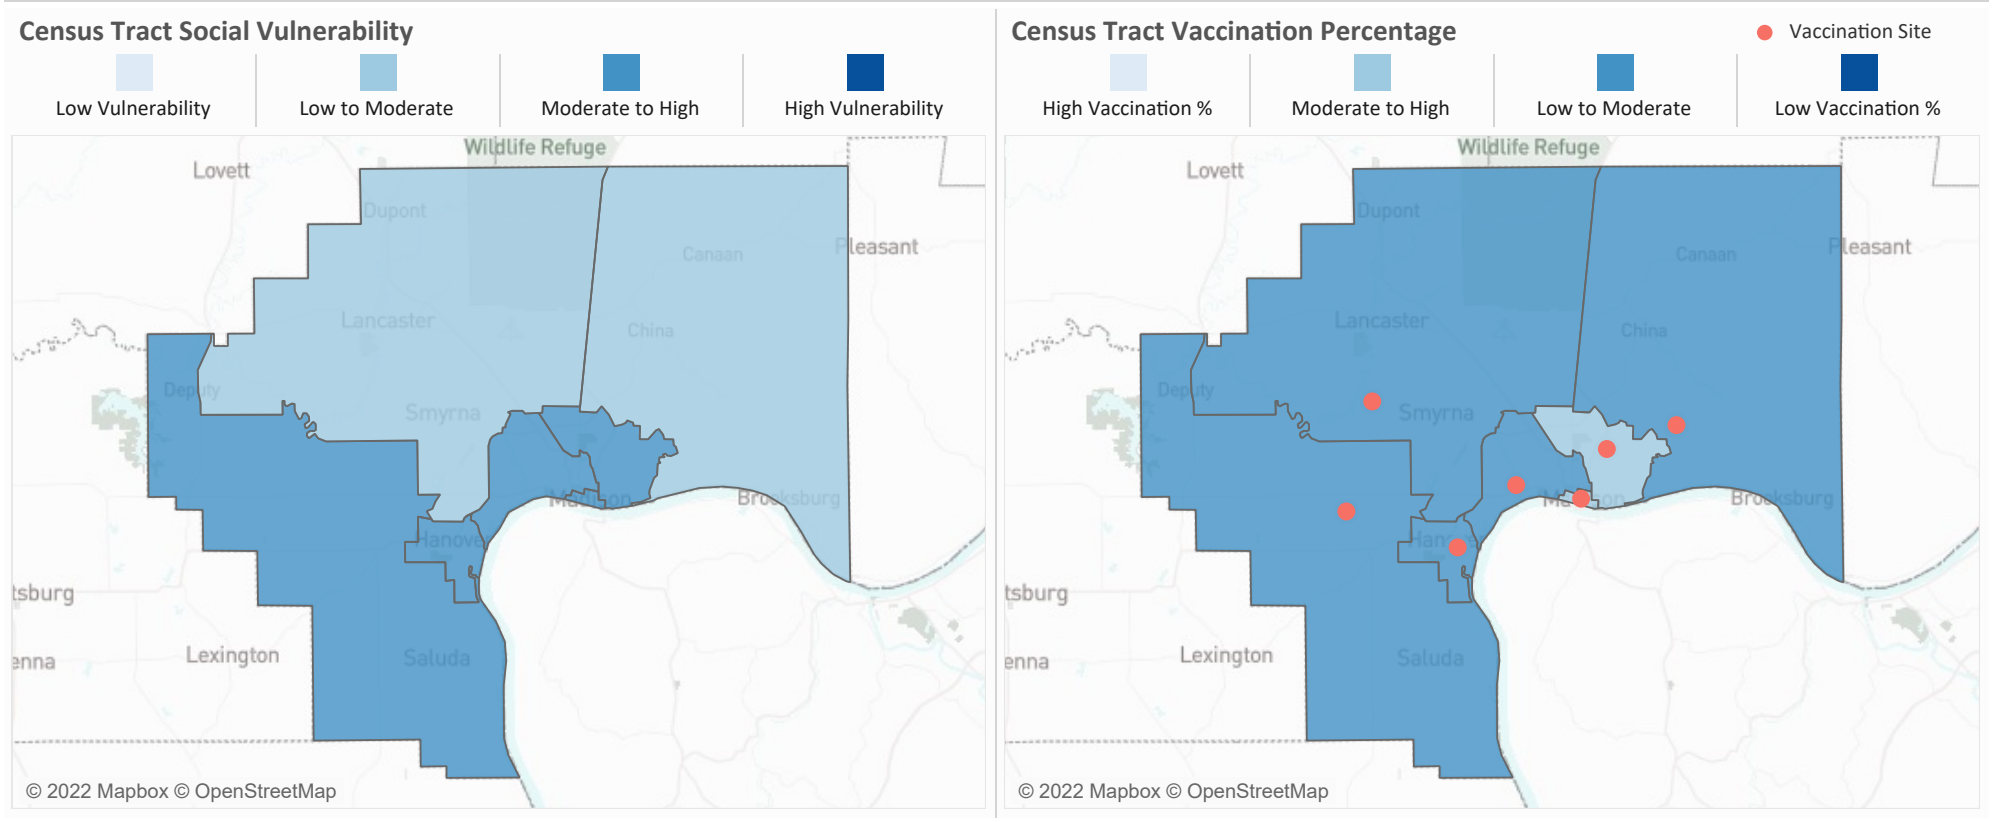 Census Tract Social Vulnerability
Low Vulnerability
Low to Moderate
Moderate to High
High Vulnerability
Wildlife Refuge
Lovett
Dupont
Canaan
Pleasant
Lancaster
China
Deputy
Smyrna
Madison
Brooksburg
Hanover
tsburg
enna
Lexington
Saluda
© 2022 Mapbox © OpenStreetMap
Census Tract Vaccination Percentage
Vaccination Site
High Vaccination %
Moderate to High
Low to Moderate
Low Vaccination %
Wildlife Refuge
Lovett
Dupont
Canaan
Pleasant
Lancaster
China
Deputy
Smyrna
Brooksburg
tsburg
enna
Lexington
Saluda
© 2022 Mapbox © OpenStreetMap